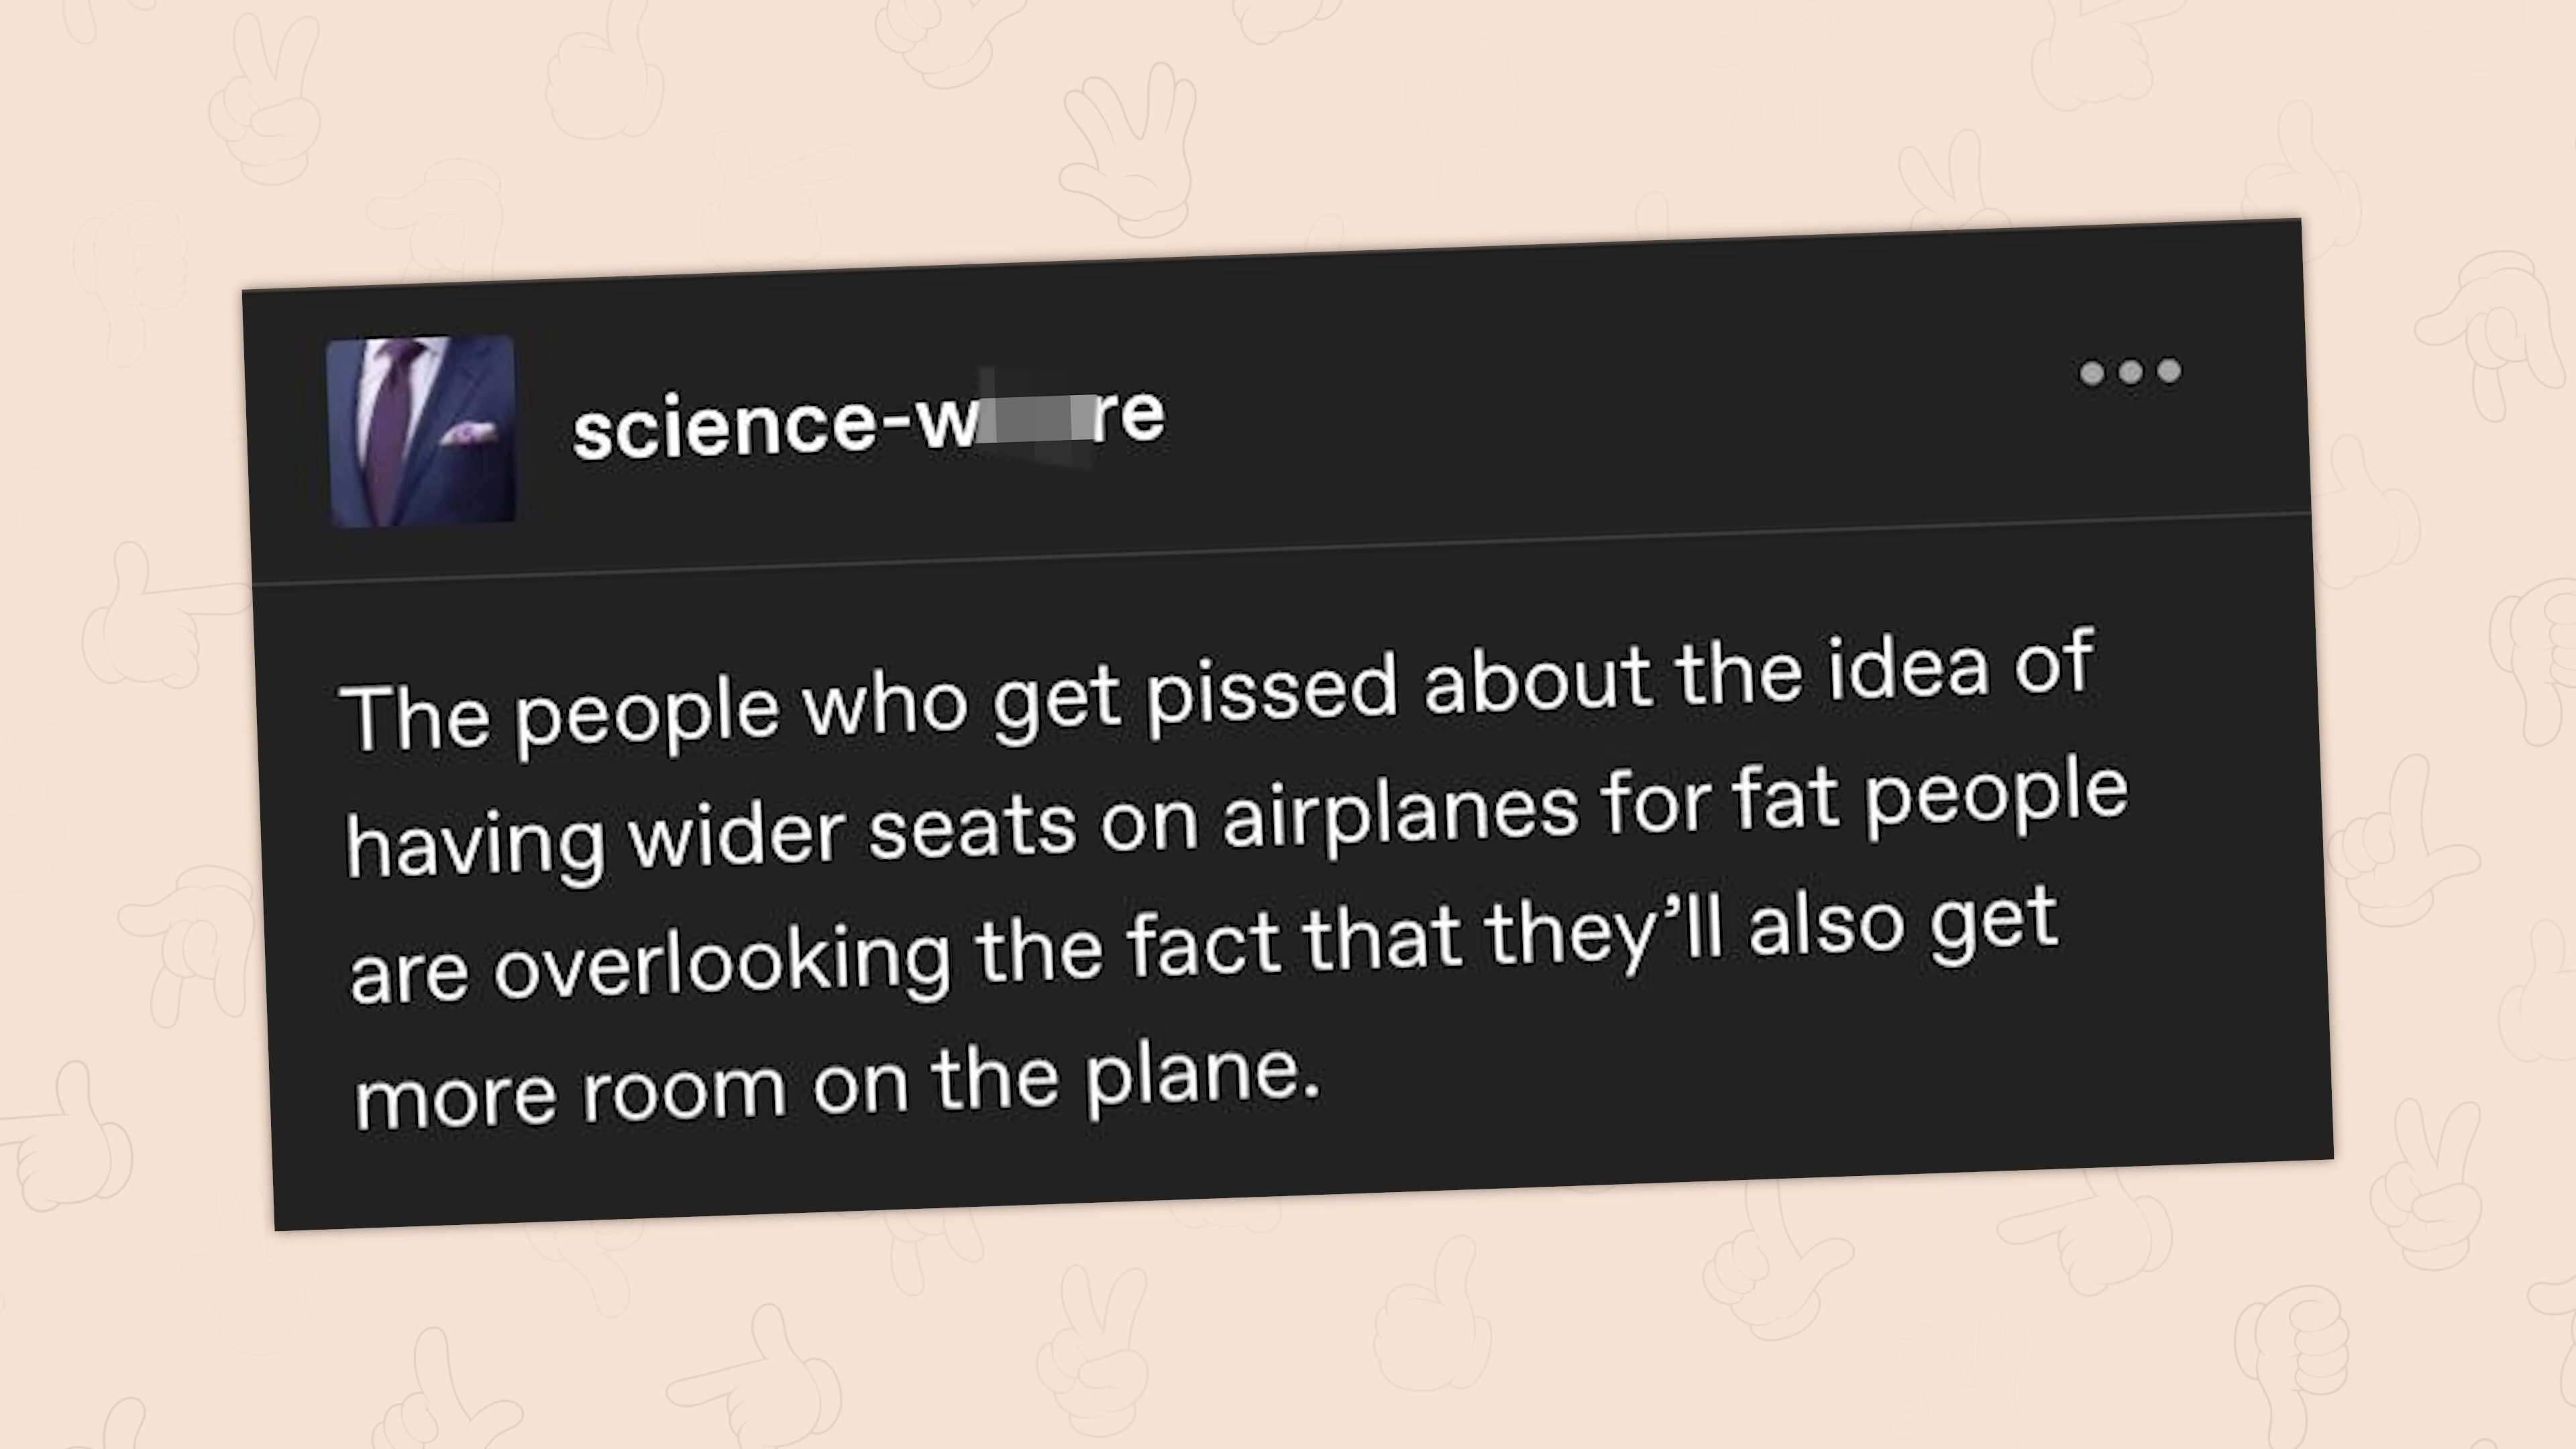 science-w re
The people who get pissed about the idea of
having wider seats on airplanes for fat people
are overlooking the fact that they’ll also get
more room on the plane.